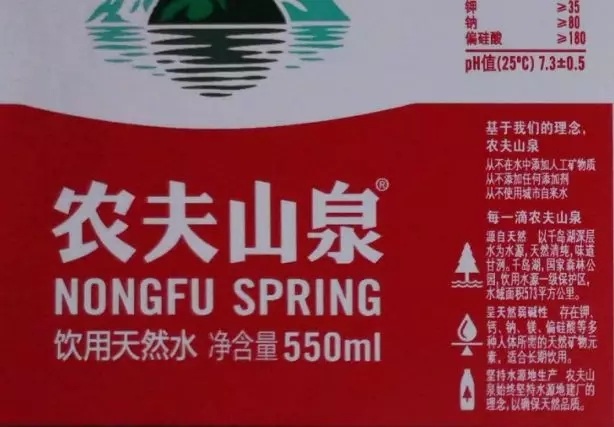 钾 ≥35
钠 ≥80
偏硅酸 ≥180
pH值(25°C) 7.3±0.5
基于我们的理念，
农夫山泉
从不在水中添加人工矿物质
从不添加任何添加剂
从不使用城市自来水
每一滴农夫山泉
源自天然 以千岛湖深层
水为水源，天然清纯，味道
甘洌。千岛湖，国家森林公
园，饮用水源一级保护区，
水域面积573平方公里。
呈天然弱碱性 存在钾、
钙、钠、镁、偏硅酸等多
种人体所需的天然矿物元
素，适合长期饮用。
坚持水源地生产 农夫山
泉始终坚持水源地建厂的
理念，以确保天然品质。
农夫山泉®
NONGFU SPRING
饮用天然水 净含量550ml